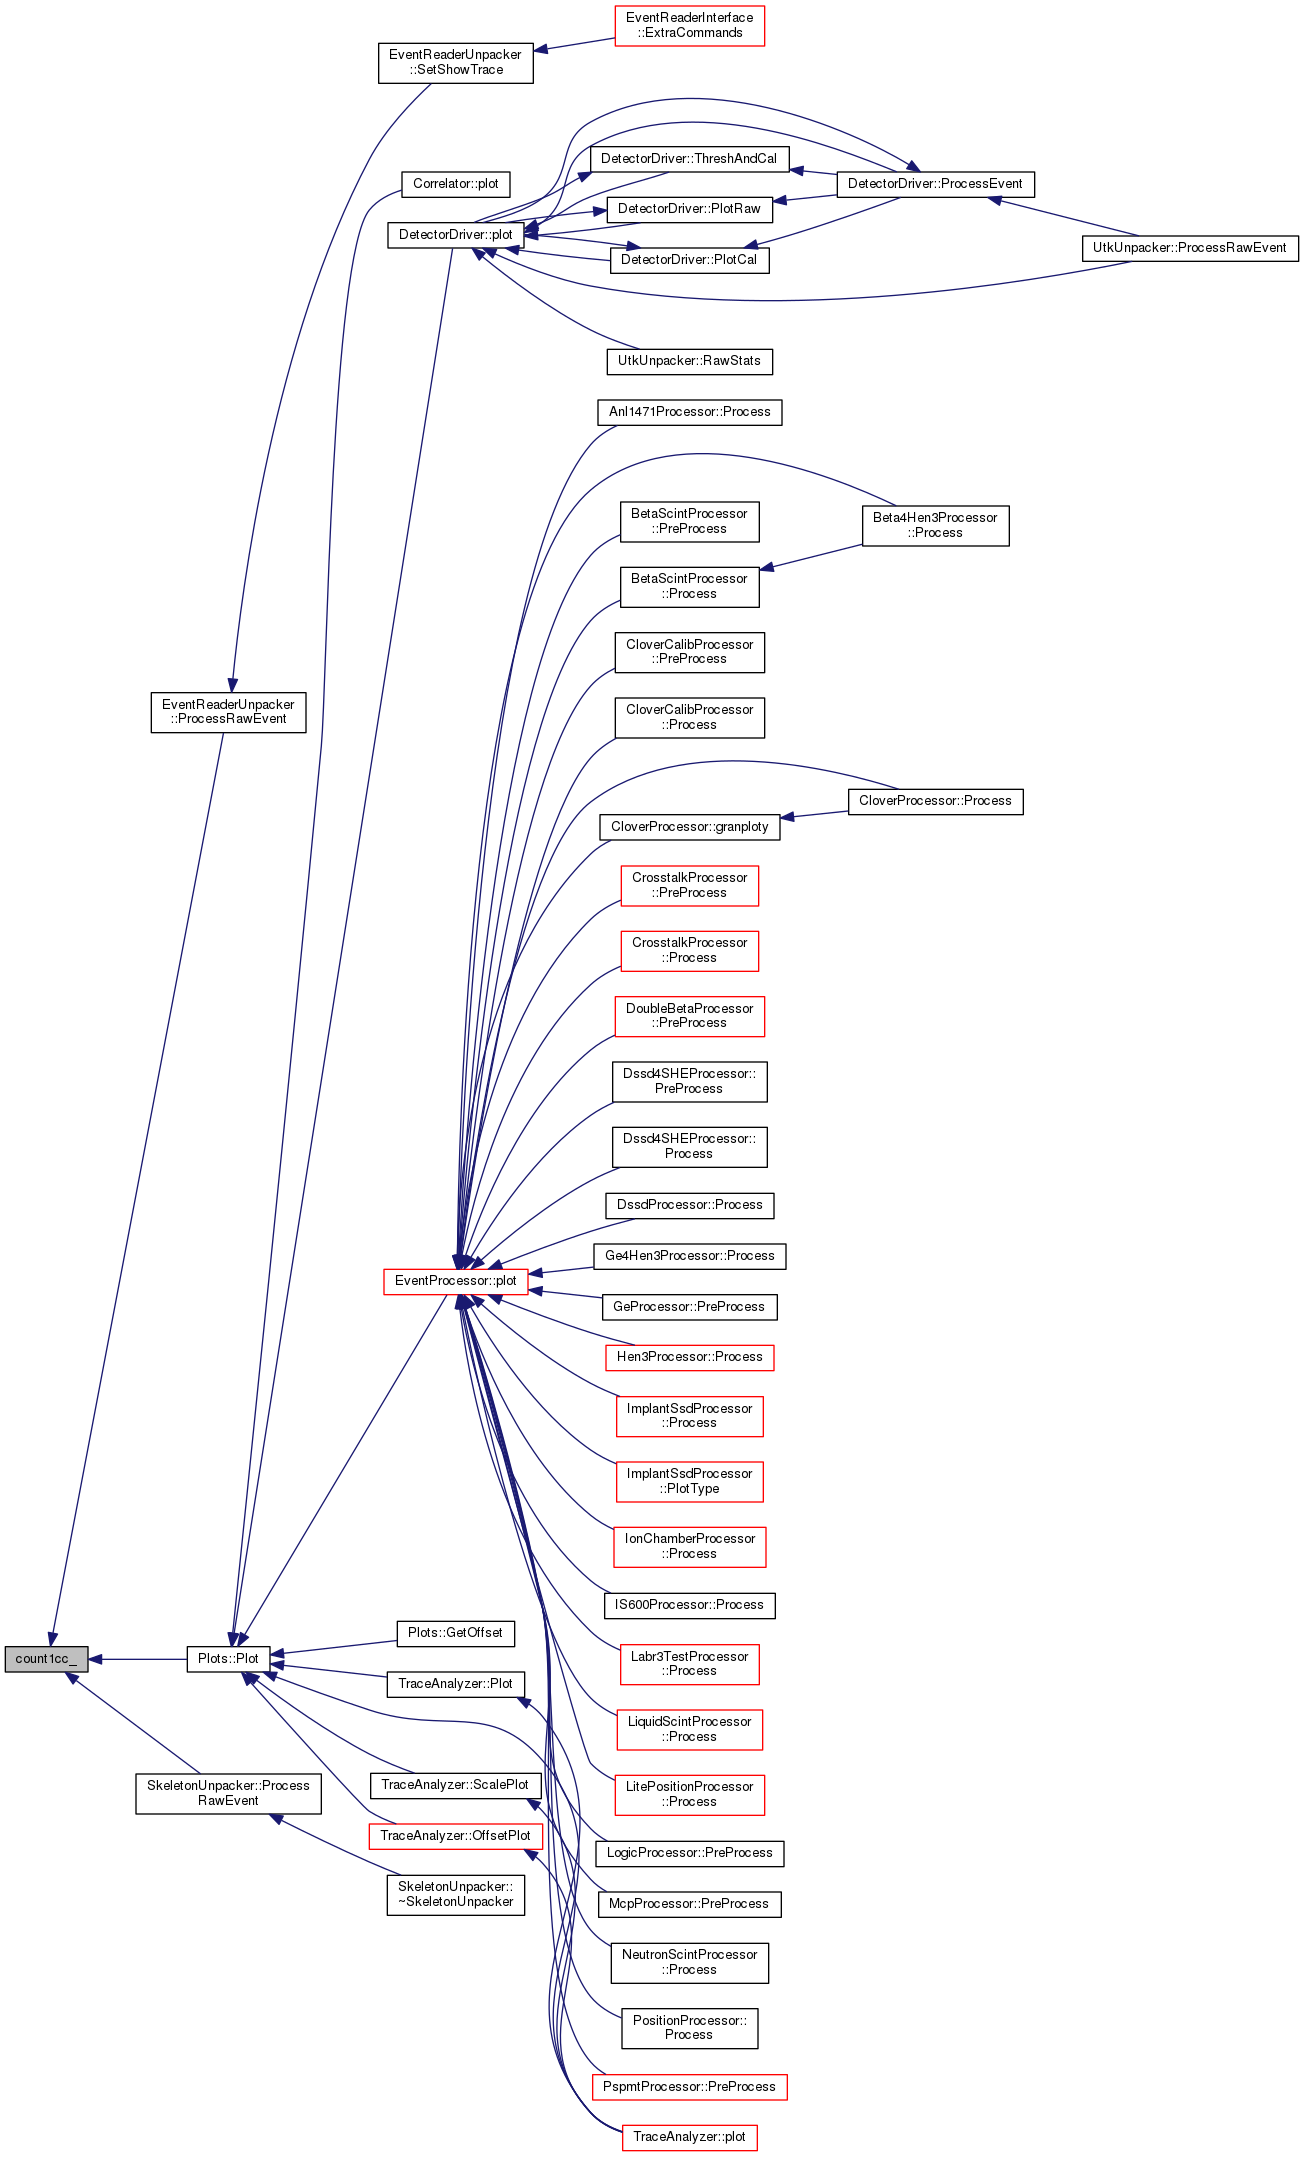 EventReaderInterface
::ExtraCommands
EventReaderUnpacker
::SetShowTrace
DetectorDriver::ThreshAndCal
Correlator::plot
DetectorDriver::ProcessEvent
DetectorDriver::PlotRaw
DetectorDriver::plot
UtkUnpacker::ProcessRawEvent
DetectorDriver::PlotCal
UtkUnpacker::RawStats
Anl1471Processor::Process
BetaScintProcessor
::PreProcess
Beta4Hen3Processor
::Process
BetaScintProcessor
::Process
CloverCalibProcessor
::PreProcess
EventReaderUnpacker
::ProcessRawEvent
CloverCalibProcessor
::Process
CloverProcessor::Process
CloverProcessor::granploty
CrosstalkProcessor
::PreProcess
CrosstalkProcessor
::Process
DoubleBetaProcessor
::PreProcess
Dssd4SHEProcessor::
PreProcess
Dssd4SHEProcessor::
Process
DssdProcessor::Process
Ge4Hen3Processor::Process
EventProcessor::plot
GeProcessor::PreProcess
Hen3Processor::Process
ImplantSsdProcessor
::Process
ImplantSsdProcessor
::PlotType
IonChamberProcessor
::Process
IS600Processor::Process
Plots::GetOffset
count1cc_
Plots::Plot
Labr3TestProcessor
::Process
TraceAnalyzer::Plot
LiquidScintProcessor
::Process
SkeletonUnpacker::Process
RawEvent
TraceAnalyzer::ScalePlot
LitePositionProcessor
::Process
TraceAnalyzer::OffsetPlot
LogicProcessor::PreProcess
SkeletonUnpacker::
~SkeletonUnpacker
McpProcessor::PreProcess
NeutronScintProcessor
::Process
PositionProcessor::
Process
PspmtProcessor::PreProcess
TraceAnalyzer::plot